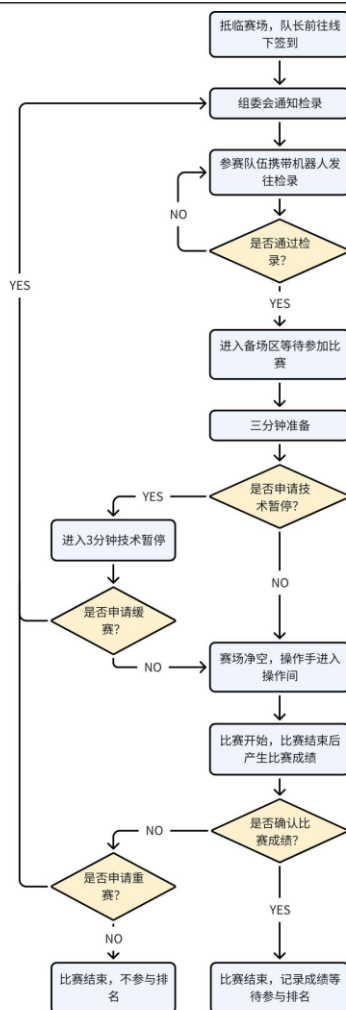 抵临赛场，队长前往线
下签到
组委会通知检录
参赛队伍携带机器人发
往检录
NO
是否通过检
录？
YES
YES
进入备场区等待参加比
赛
三分钟准备
是否申请技
术暂停？
YES
进入3分钟技术暂停
NO
是否申请缓
赛？
NO
赛场净空，操作手进入
操作间
比赛开始，比赛结束后
产生比赛成绩
是否确认比
赛成绩？
NO
是否申请重
赛？
YES
NO
比赛结束，不参与排
名
比赛结束，记录成绩等
待参与排名